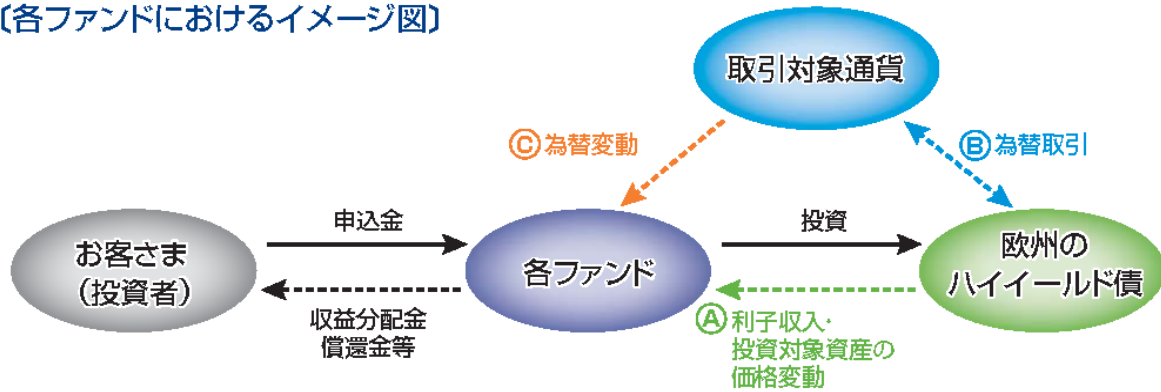 〔各ファンドにおけるイメージ図〕
取引対象通貨
Ⓒ為替変動
Ⓑ為替取引
申込金
投資
お客さま
（投資者）
各ファンド
欧州の
ハイイールド債
収益分配金
償還金等
Ⓐ利子収入・
投資対象資産の
価格変動